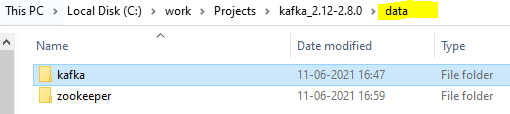 This PC > Local Disk (C:) > work > Projects > kafka_2.12-2.8.0 > data
Name Date modified Type
kafka 11-06-2021 16:47 File folder
zookeeper 11-06-2021 16:59 File folder